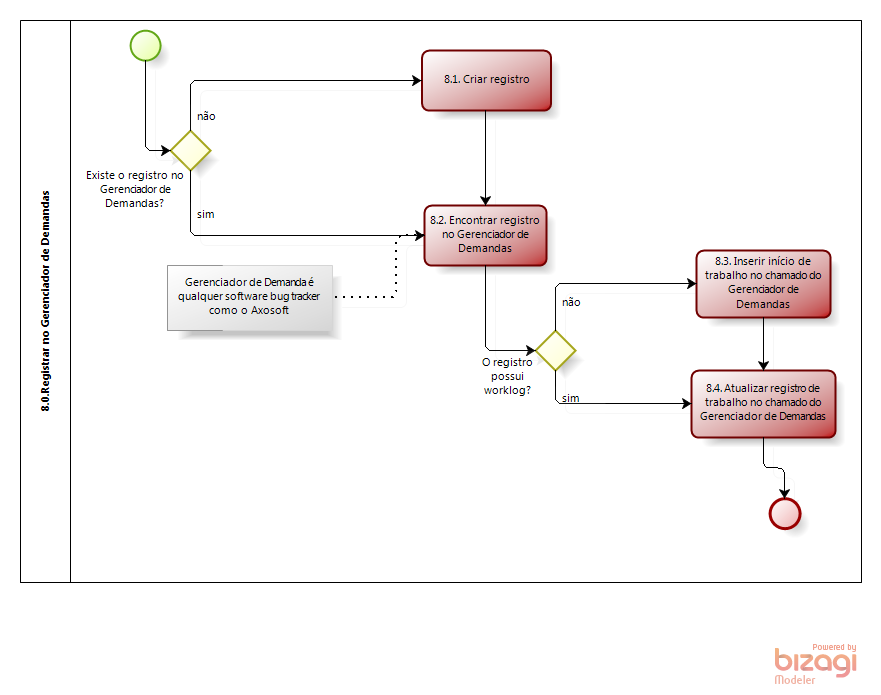 8.0.Registrar no Gerenciador de Demandas
8.1. Criar registro
não
Existe o registro no
Gerenciador de
Demandas?
sim
8.2. Encontrar registro
no Gerenciador de
Demandas
Gerenciador de Demanda é
qualquer software bug tracker
como o Axosoft
8.3. Inserir início de
trabalho no chamado do
Gerenciador de
Demandas
não
O registro
possui
worklog?
sim
8.4. Atualizar registro de
trabalho no chamado do
Gerenciador de Demandas
Powered by
bizagi
Modeler